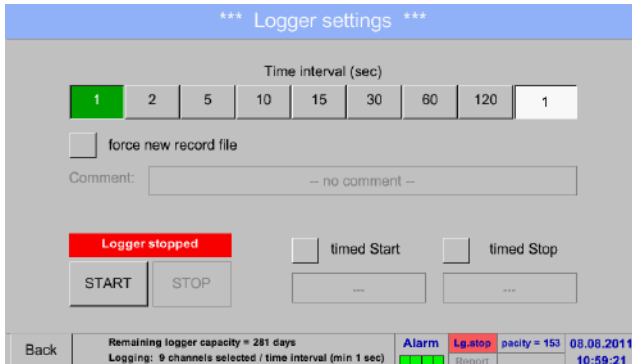 *** Logger settings ***
Time interval (sec)
1 2 5 10 15 30 60 120 1
force new record file
Comment: -- no comment --
Logger stopped
timed Start timed Stop
START STOP --- ---
Back
Remaining logger capacity = 281 days
Logging: 9 channels selected / time interval (min 1 sec)
Alarm Lg.stop pacity = 153 08.08.2011
Report 10:59:21